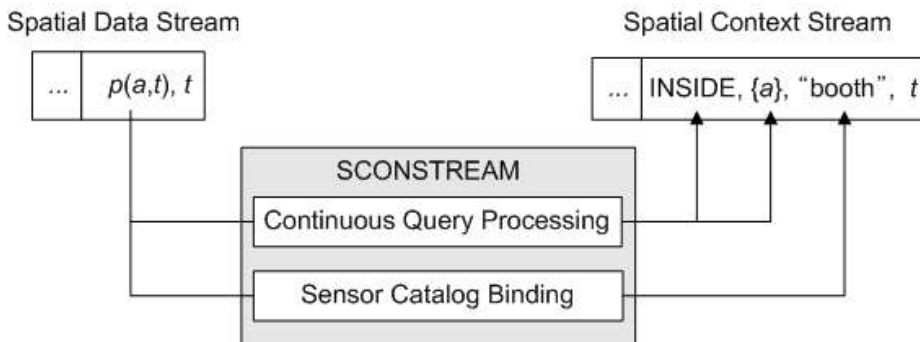 Spatial Data Stream
Spatial Context Stream
... p(a,t), t
... INSIDE, {a}, “booth”, t
SCONSTREAM
Continuous Query Processing
Sensor Catalog Binding